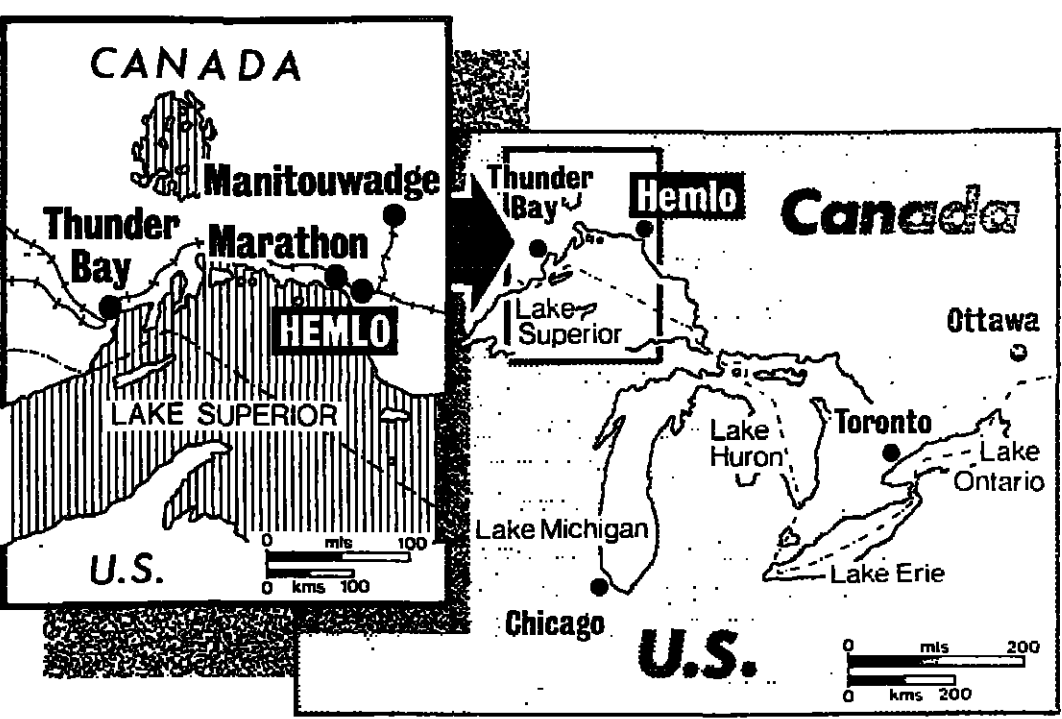 CANADA
Manitouwadge
Thunder
Bay
Marathon
HEMLO
LAKE SUPERIOR
U.S.
0 mls 100
0 kms 100
Thunder
Bay
Hemlo
Canada
Lake
Superior
Ottawa
Toronto
Lake
Huron
Lake
Ontario
Lake Michigan
Lake Erie
Chicago
U.S.
0 mls 200
0 kms 200